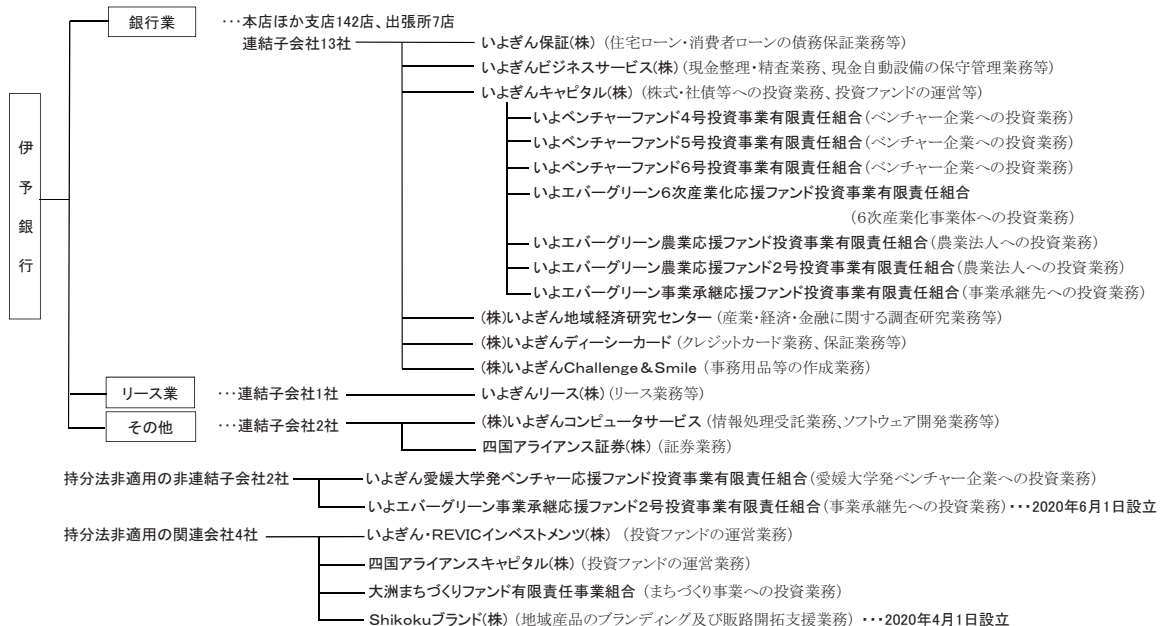 銀行業 …本店ほか支店142店、出張所7店
連結子会社13社 いよぎん保証(株) (住宅ローン・消費者ローンの債務保証業務等)
いよぎんビジネスサービス(株) (現金整理・精査業務、現金自動設備の保守管理業務等)
いよぎんキャピタル(株) (株式・社債等への投資業務、投資ファンドの運営等)
いよベンチャーファンド4号投資事業有限責任組合(ベンチャー企業への投資業務)
いよベンチャーファンド5号投資事業有限責任組合(ベンチャー企業への投資業務)
いよベンチャーファンド6号投資事業有限責任組合(ベンチャー企業への投資業務)
いよエバーグリーン6次産業化応援ファンド投資事業有限責任組合
(6次産業化事業体への投資業務)
いよエバーグリーン農業応援ファンド投資事業有限責任組合(農業法人への投資業務)
いよエバーグリーン農業応援ファンド2号投資事業有限責任組合(農業法人への投資業務)
いよエバーグリーン事業承継応援ファンド投資事業有限責任組合(事業承継先への投資業務)
(株)いよぎん地域経済研究センター (産業・経済・金融に関する調査研究業務等)
(株)いよぎんディーシーカード (クレジットカード業務、保証業務等)
(株)いよぎんChallenge&Smile (事務用品等の作成業務)
伊予銀行
リース業 …連結子会社1社 いよぎんリース(株) (リース業務等)
その他 …連結子会社2社 (株)いよぎんコンピュータサービス (情報処理受託業務、ソフトウェア開発業務等)
四国アライアンス証券(株) (証券業務)
持分法非適用の非連結子会社2社 いよぎん愛媛大学発ベンチャー応援ファンド投資事業有限責任組合(愛媛大学発ベンチャー企業への投資業務)
いよエバーグリーン事業承継応援ファンド2号投資事業有限責任組合(事業承継先への投資業務) ・・・2020年6月1日設立
持分法非適用の関連会社4社 いよぎん・REVICインベストメンツ(株) (投資ファンドの運営業務)
四国アライアンスキャピタル(株) (投資ファンドの運営業務)
大洲まちづくりファンド有限責任事業組合 (まちづくり事業への投資業務)
Shikokuブランド(株) (地域産品のブランディング及び販路開拓支援業務) ・・・2020年4月1日設立